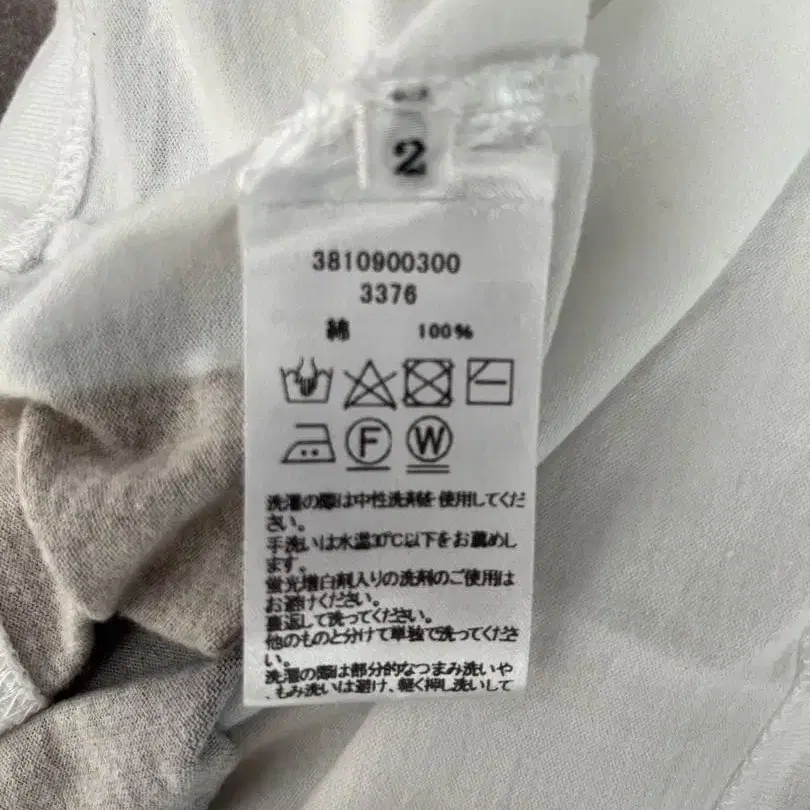 2
3810900300
3376
綿 100%
F W
洗濯の際は中性洗剤を使用してくだ
さい。
手洗いは水温30℃以下をお薦めし
ます。
蛍光増白剤入りの洗剤のご使用は
お避けください。
裏返して洗ってください。
他のものと分けて単独で洗ってくださ
い。
洗濯の際は部分的なつまみ洗いや
、もみ洗いは避け、軽く押し洗いして